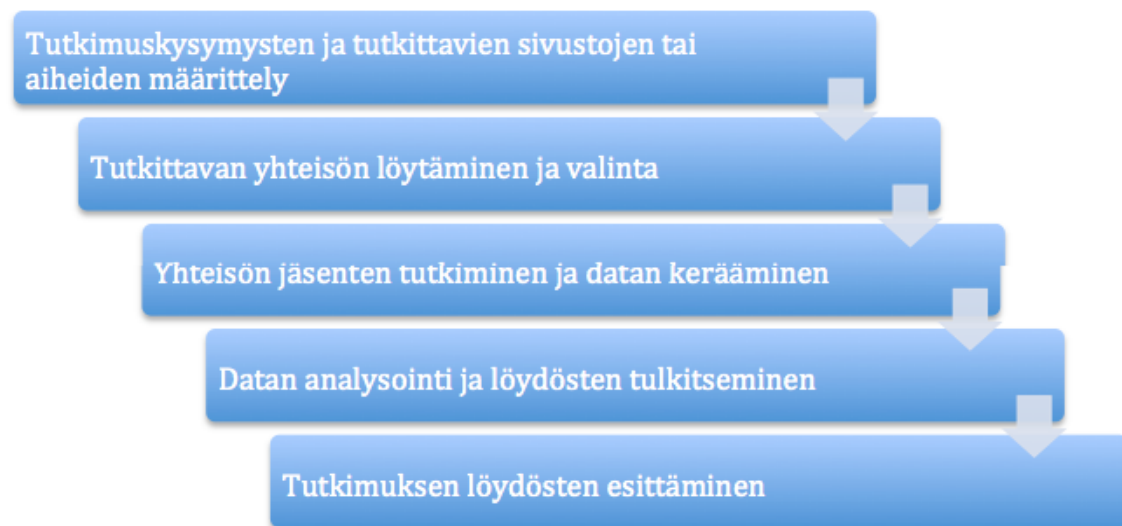 Tutkimuskysymysten ja tutkittavien sivustojen tai
aiheiden määrittely
Tutkittavan yhteisön löytäminen ja valinta
Yhteisön jäsenten tutkiminen ja datan kerääminen
Datan analysointi ja löydösten tulkitseminen
Tutkimuksen löydösten esittäminen